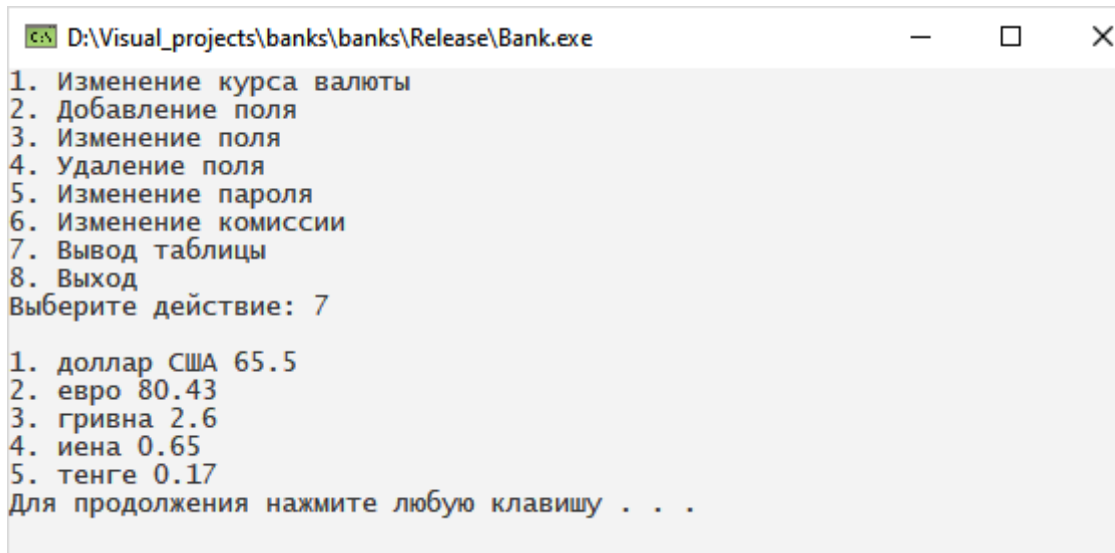 D:\Visual_projects\banks\banks\Release\Bank.exe
1. Изменение курса валюты
2. Добавление поля
3. Изменение поля
4. Удаление поля
5. Изменение пароля
6. Изменение комиссии
7. Вывод таблицы
8. Выход
Выберите действие: 7
1. доллар США 65.5
2. евро 80.43
3. гривна 2.6
4. иена 0.65
5. тенге 0.17
Для продолжения нажмите любую клавишу . . .